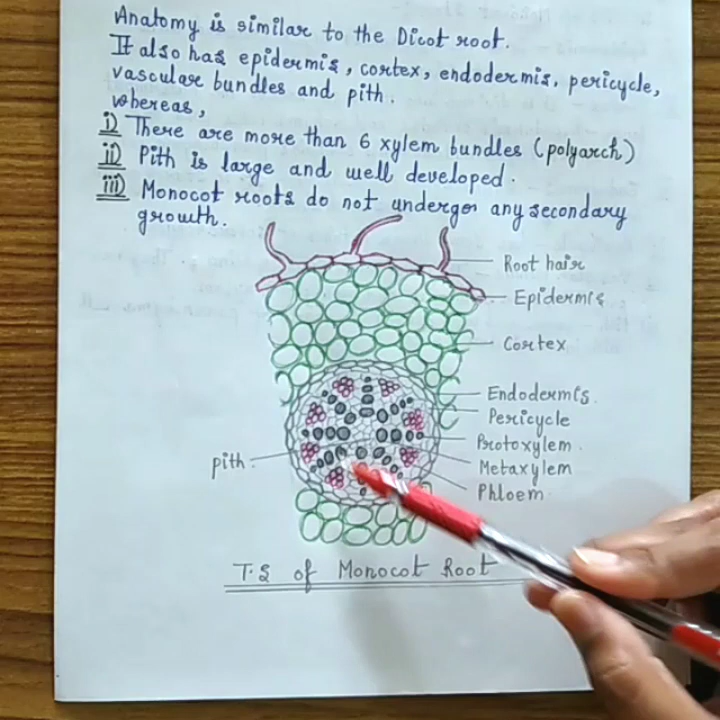 Anatomy is similar to the Dicot root.
It also has epidermis, cortex, endodermis, pericycle,
vascular bundles and pith.
whereas,
i) There are more than 6 xylem bundles (polyarch)
ii) Pith is large and well developed.
iii) Monocot roots do not undergo any secondary
growth.
Root hair
Epidermis
Cortex
Endodermis.
Pericycle
Protoxylem.
Metaxylem
Phloem
pith.
T.S of Monocot Root